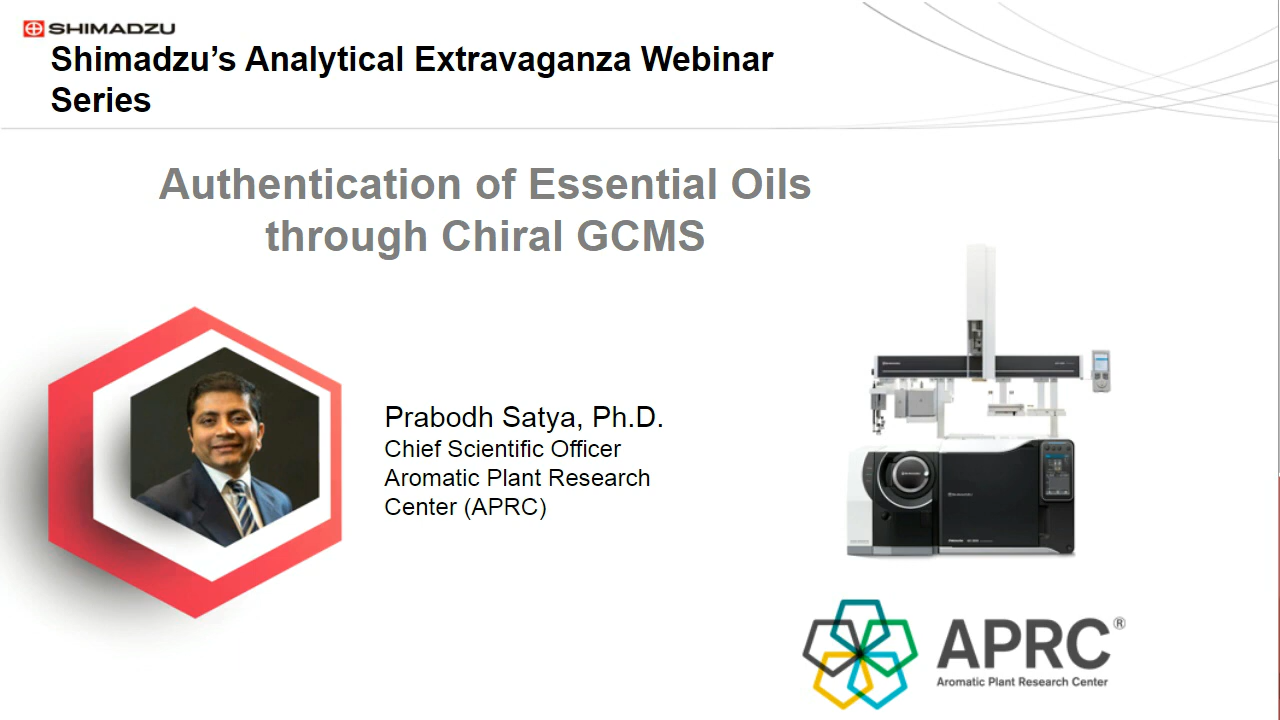 SHIMADZU
Shimadzu’s Analytical Extravaganza Webinar
Series
Authentication of Essential Oils
through Chiral GCMS
Prabodh Satya, Ph.D.
Chief Scientific Officer
Aromatic Plant Research
Center (APRC)
APRC®
Aromatic Plant Research Center